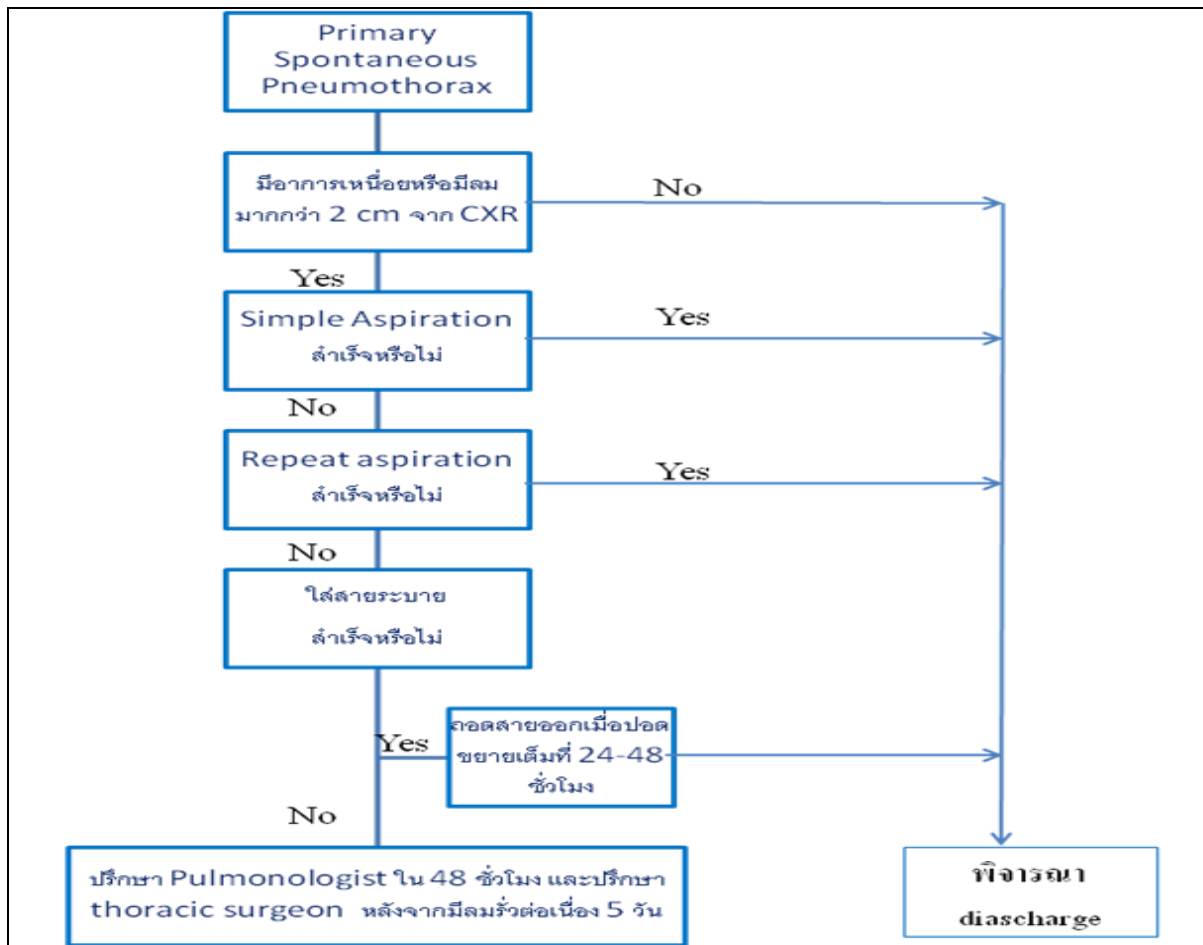 Primary
Spontaneous
Pneumothorax
มีอาการเหนื่อยหรือมีลม
มากกว่า 2 cm จาก CXR
No
Yes
Simple Aspiration
สำเร็จหรือไม่
Yes
No
Repeat aspiration
สำเร็จหรือไม่
Yes
No
ใส่สายระบาย
สำเร็จหรือไม่
Yes
ถอดสายออกเมื่อปอด
ขยายเต็มที่ 24-48
ชั่วโมง
No
ปรึกษา Pulmonologist ใน 48 ชั่วโมง และปรึกษา
thoracic surgeon หลังจากมีลมรั่วต่อเนื่อง 5 วัน
พิจารณา
diascharge